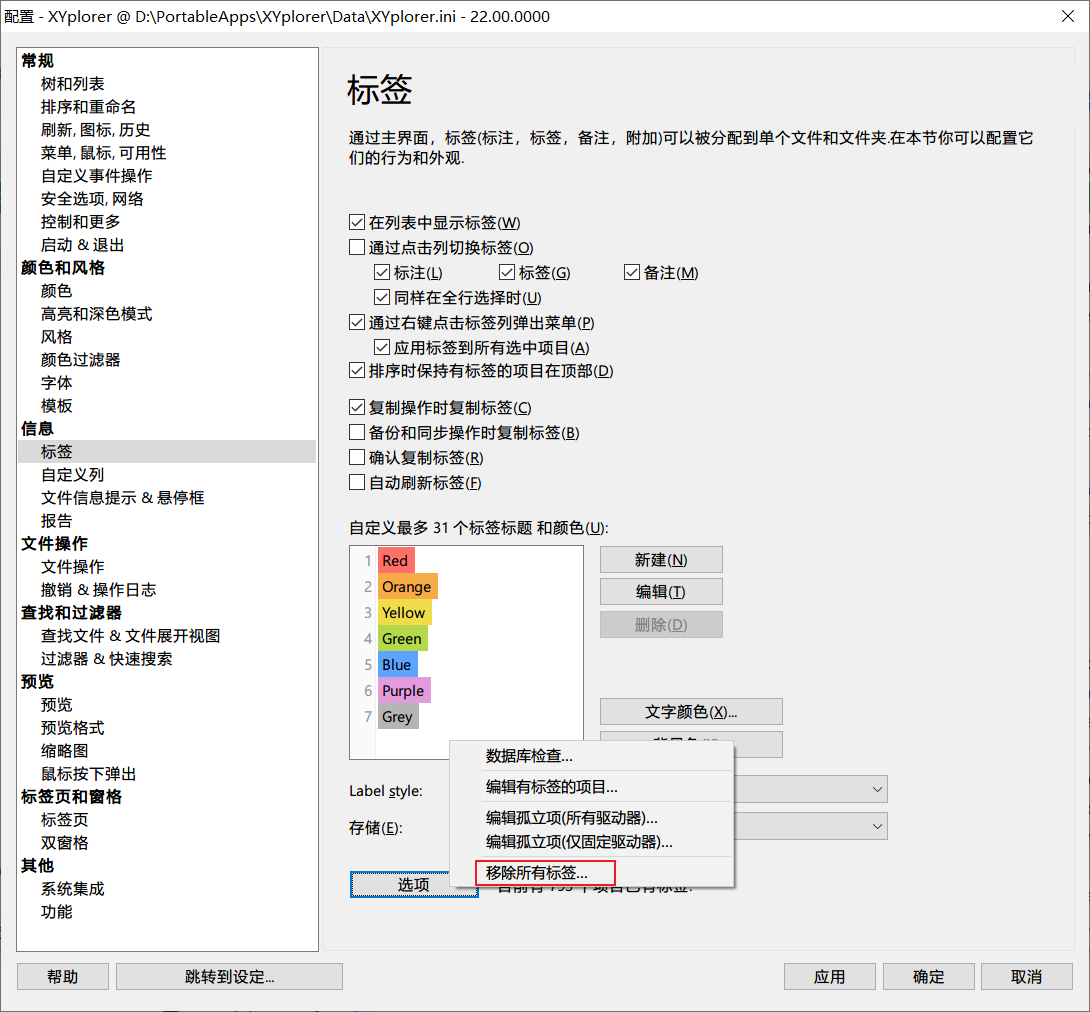 配置 - XYplorer @ D:\PortableApps\XYplorer\Data\XYplorer.ini - 22.00.0000
常规
树和列表
排序和重命名
刷新, 图标, 历史
菜单, 鼠标, 可用性
自定义事件操作
安全选项, 网络
控制和更多
启动 & 退出
颜色和风格
颜色
高亮和深色模式
风格
颜色过滤器
字体
模板
信息
标签
自定义列
文件信息提示 & 悬停框
报告
文件操作
文件操作
撤销 & 操作日志
查找和过滤器
查找文件 & 文件展开视图
过滤器 & 快速搜索
预览
预览
预览格式
缩略图
鼠标按下弹出
标签页和窗格
标签页
双窗格
其他
系统集成
功能
标签
通过主界面，标签(标注，标签，备注，附加)可以被分配到单个文件和文件夹.在本节你可以配置它
们的行为和外观.
在列表中显示标签(W)
通过点击列切换标签(O)
标注(L) 标签(G) 备注(M)
同样在全行选择时(U)
通过右键点击标签列弹出菜单(P)
应用标签到所有选中项目(A)
排序时保持有标签的项目在顶部(D)
复制操作时复制标签(C)
备份和同步操作时复制标签(B)
确认复制标签(R)
自动刷新标签(F)
自定义最多 31 个标签标题 和颜色(U):
1 Red
2 Orange
3 Yellow
4 Green
5 Blue
6 Purple
7 Grey
新建(N)
编辑(T)
删除(D)
文字颜色(X)...
Label style:
存储(E):
数据库检查...
编辑有标签的项目...
编辑孤立项(所有驱动器)...
编辑孤立项(仅固定驱动器)...
移除所有标签...
选项
帮助 跳转到设定... 应用 确定 取消